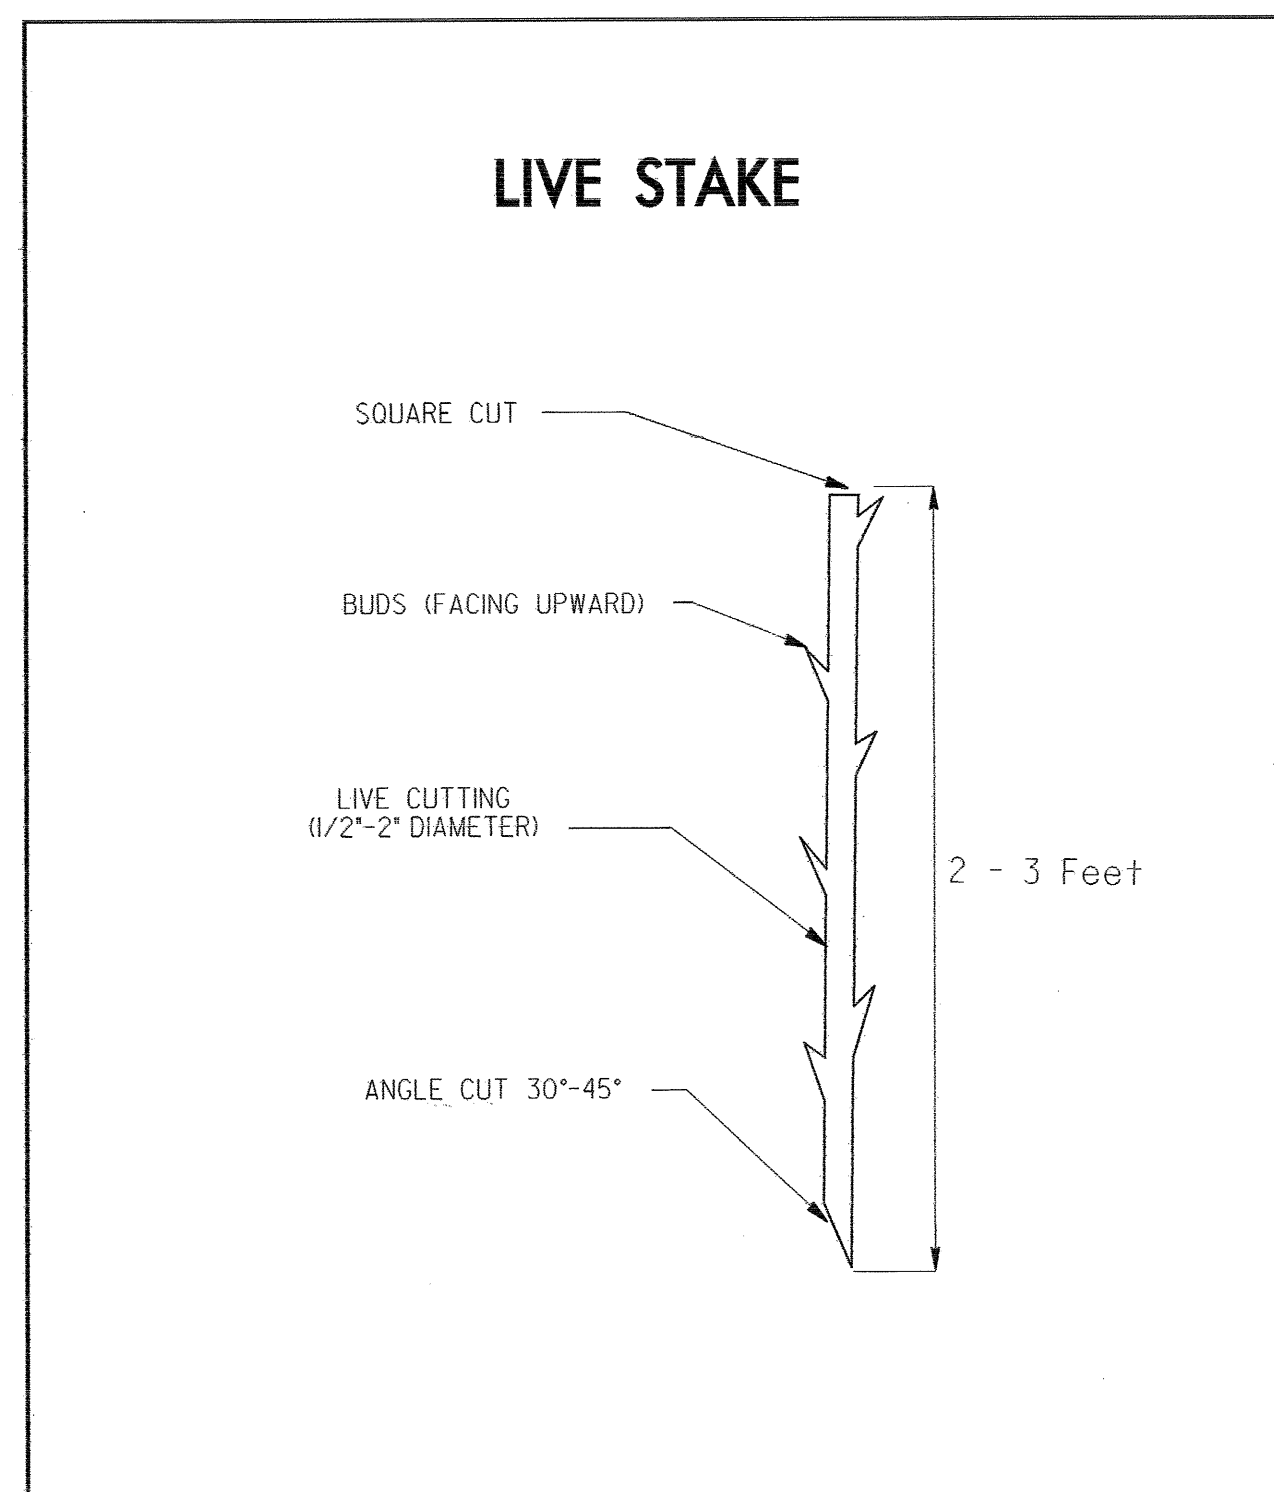 LIVE STAKE
SQUARE CUT
BUDS (FACING UPWARD)
LIVE CUTTING
(1/2"-2" DIAMETER)
2 - 3 Feet
ANGLE CUT 30°-45°